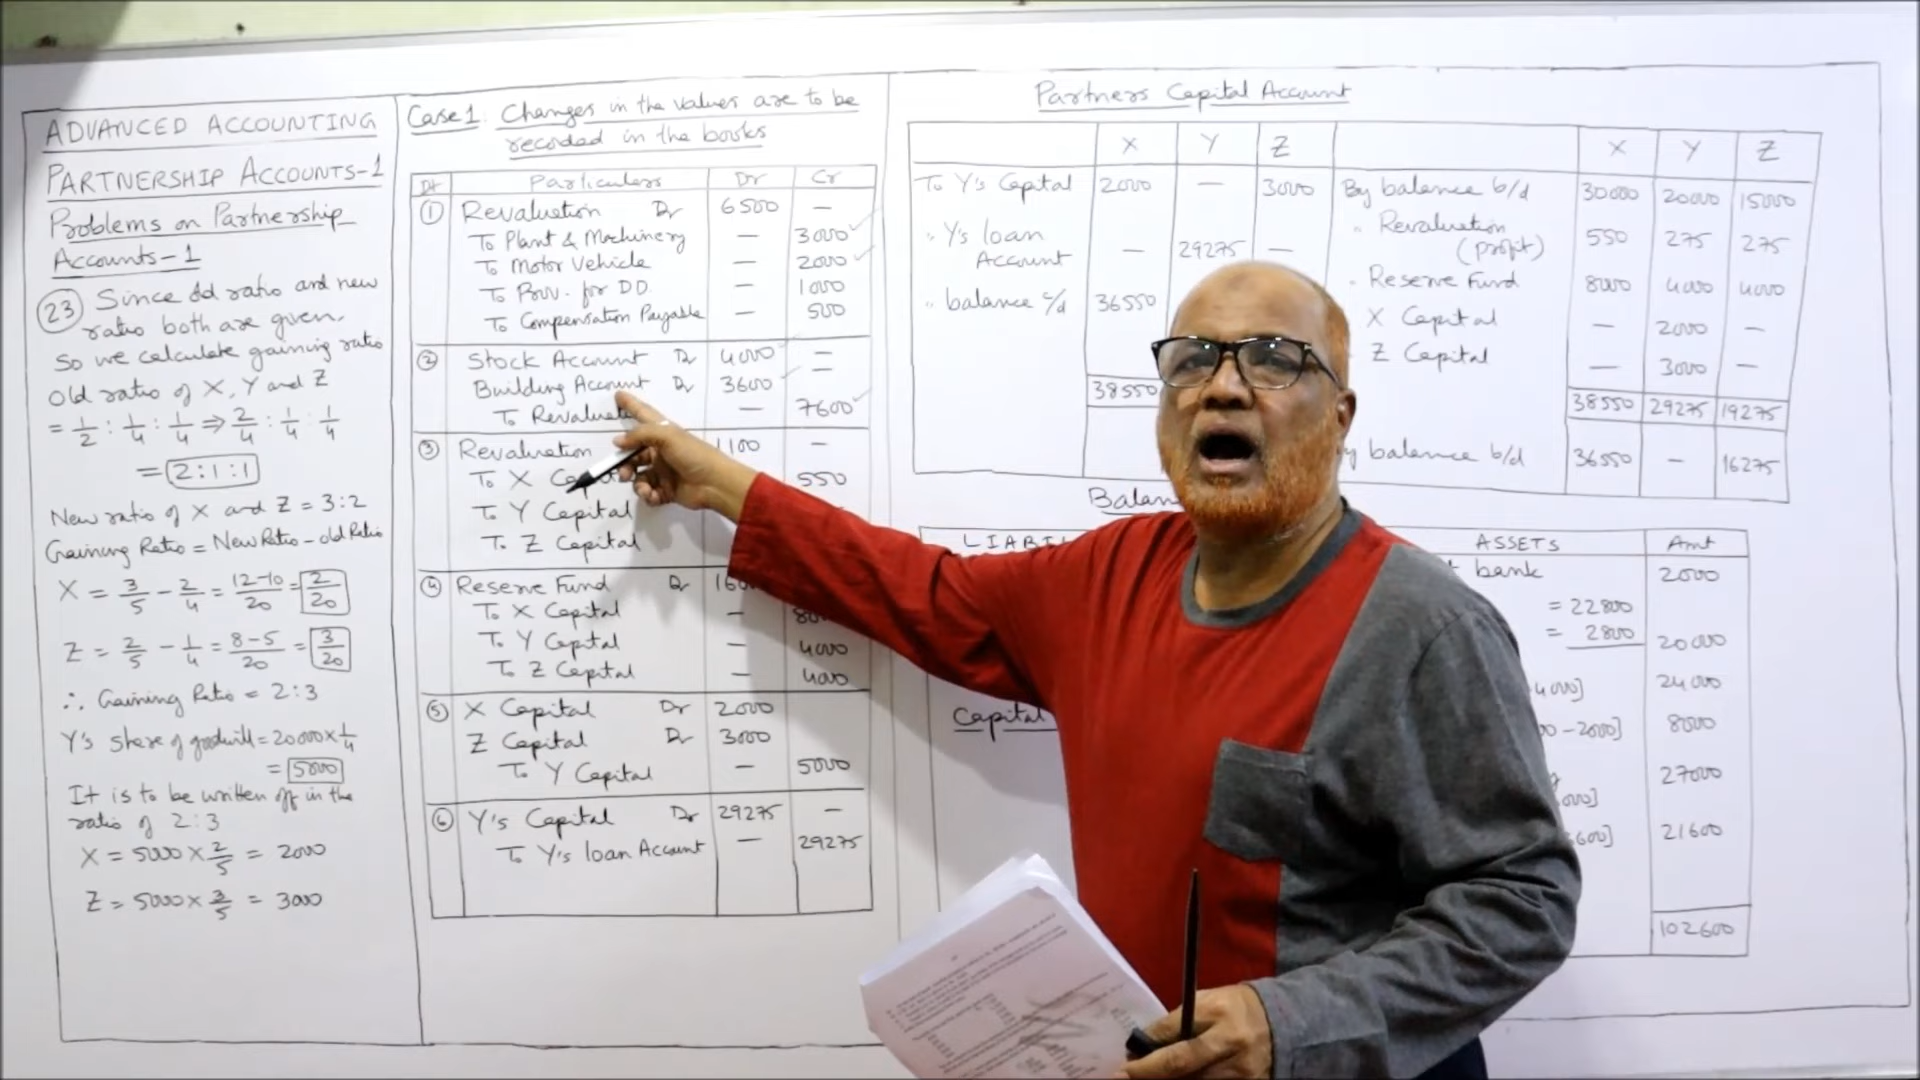 ADVANCED ACCOUNTING
PARTNERSHIP ACCOUNTS-1
Problems on Partnership
Accounts-1
23 Since old ratio and new
ratio both are given,
So we calculate gaining ratio
Old ratio of X, Y and Z
= 1/2 : 1/4 : 1/4 ⇒ 2/4 : 1/4 : 1/4
= 2:1:1
New ratio of X and Z = 3:2
Gaining Ratio = New Ratio - old Ratio
X = 3/5 - 2/4 = 12-10/20 = 2/20
Z = 2/5 - 1/4 = 8-5/20 = 3/20
∴ Gaining Ratio = 2:3
Y's Share of goodwill = 20000 x 1/4
= 5000
It is to be written off in the
ratio of 2:3
X = 5000 x 2/5 = 2000
Z = 5000 x 3/5 = 3000
Case 1: Changes in the values are to be
recorded in the books
Dt Particulars Dr Cr
1 Revaluation Dr 6500 —
To Plant & Machinery — 3000
To Motor Vehicle — 2000
To Prov. for DD. — 1000
To Compensation Payable — 500
2 Stock Account Dr 4000 —
Building Account Dr 3600 —
To — 7600
3 Revaluation 1100 —
To X 550
To Y Capital
To Z Capital
4 Reserve Fund Dr
To X Capital —
To Y Capital — 4000
To Z Capital — 4000
5 X Capital Dr 2000
Z Capital Dr 3000
To Y Capital — 5000
6 Y's Capital Dr 29275 —
To Y's loan Account — 29275
Partners Capital Account
X Y Z X Y Z
To Y's Capital 2000 — 3000 By balance b/d 30000 20000 15000
" Y's loan Account — 29275 — " Revaluation (profit) 550 275 275
" balance c/d 36550 " Reserve Fund 8000 4000 4000
X Capital — 2000 —
Z Capital — 3000 —
38550 38550 29275 19275
balance b/d 36550 — 16275
ASSETS Amt
bank 2000
= 22800
= 2800 20000
24000
Capital -2000] 8000
27000
21600
102600